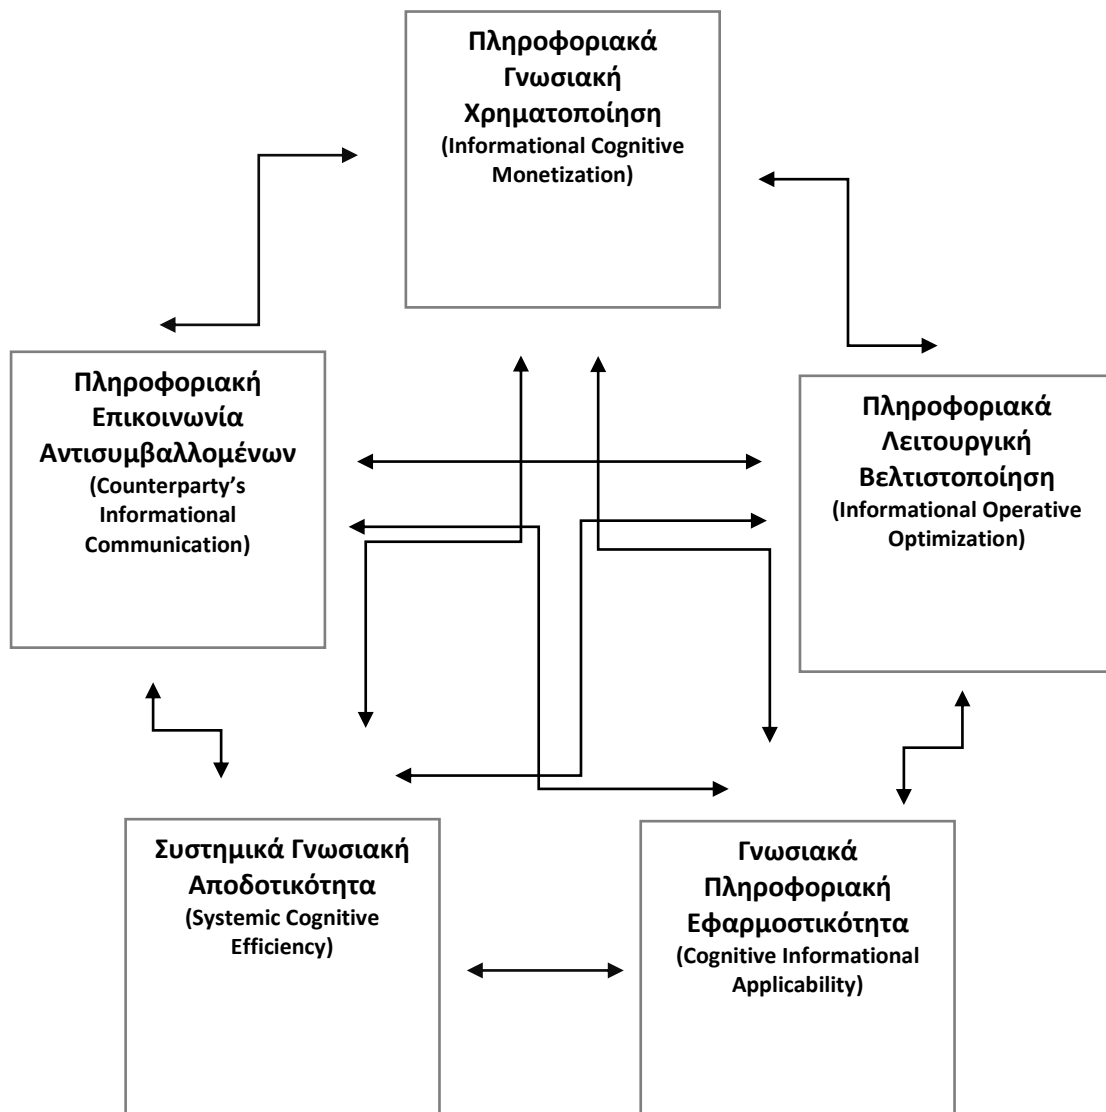 Πληροφοριακά
Γνωσιακή
Χρηματοποίηση
(Informational Cognitive
Monetization)
Πληροφοριακή
Επικοινωνία
Αντισυμβαλλομένων
(Counterparty’s
Informational
Communication)
Πληροφοριακά
Λειτουργική
Βελτιστοποίηση
(Informational Operative
Optimization)
Συστημικά Γνωσιακή
Αποδοτικότητα
(Systemic Cognitive
Efficiency)
Γνωσιακά
Πληροφοριακή
Εφαρμοστικότητα
(Cognitive Informational
Applicability)